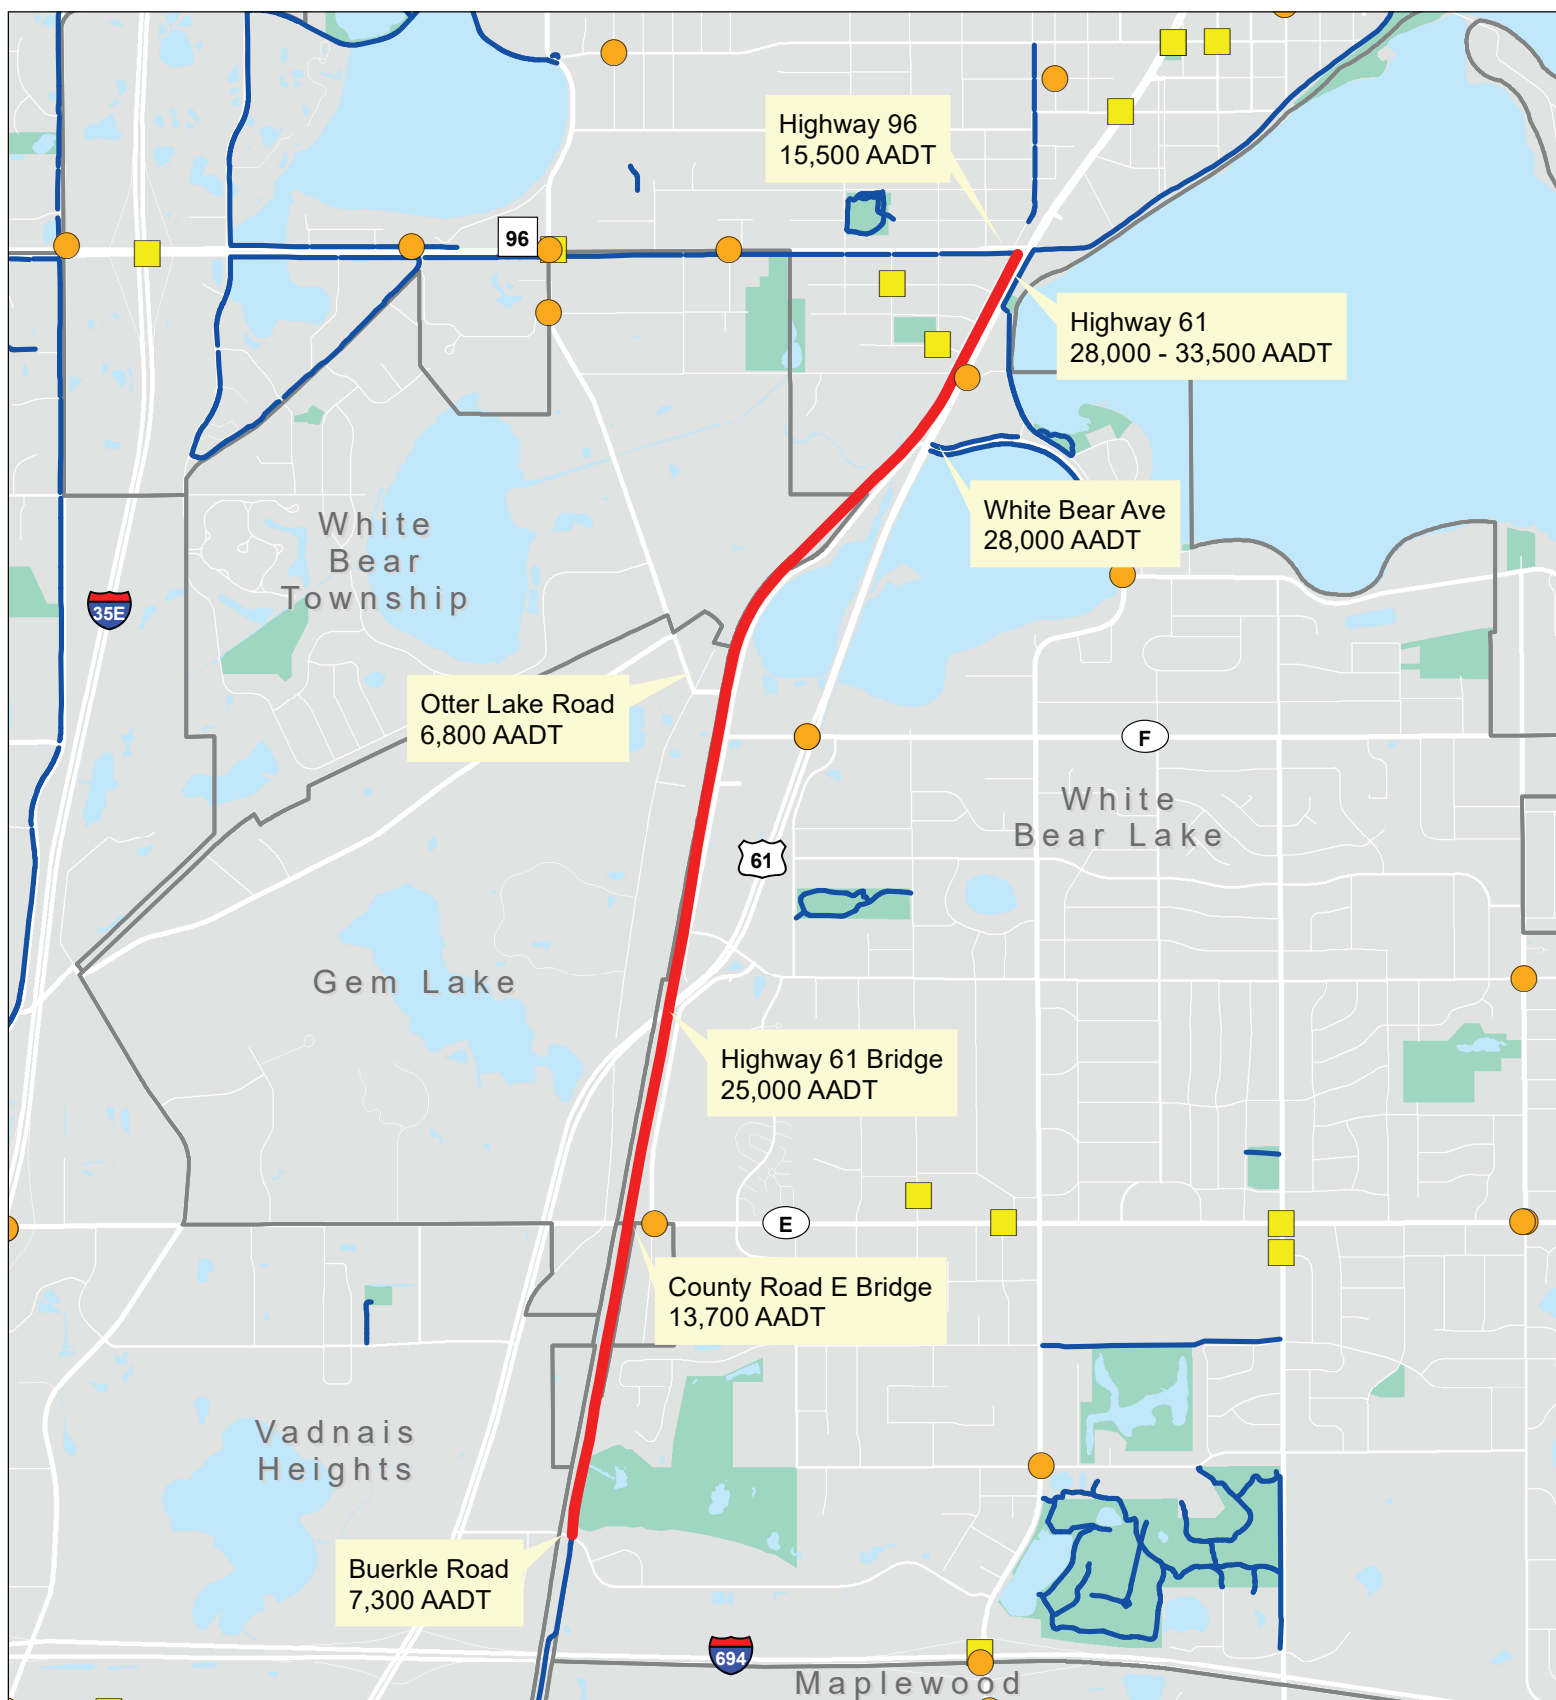 Highway 96
15,500 AADT
96
Highway 61
28,000 - 33,500 AADT
White Bear Ave
28,000 AADT
White
Bear
Township
35E
Otter Lake Road
6,800 AADT
F
White
Bear Lake
61
Gem Lake
Highway 61 Bridge
25,000 AADT
E
County Road E Bridge
13,700 AADT
Vadnais
Heights
Buerkle Road
7,300 AADT
694
Maplewood